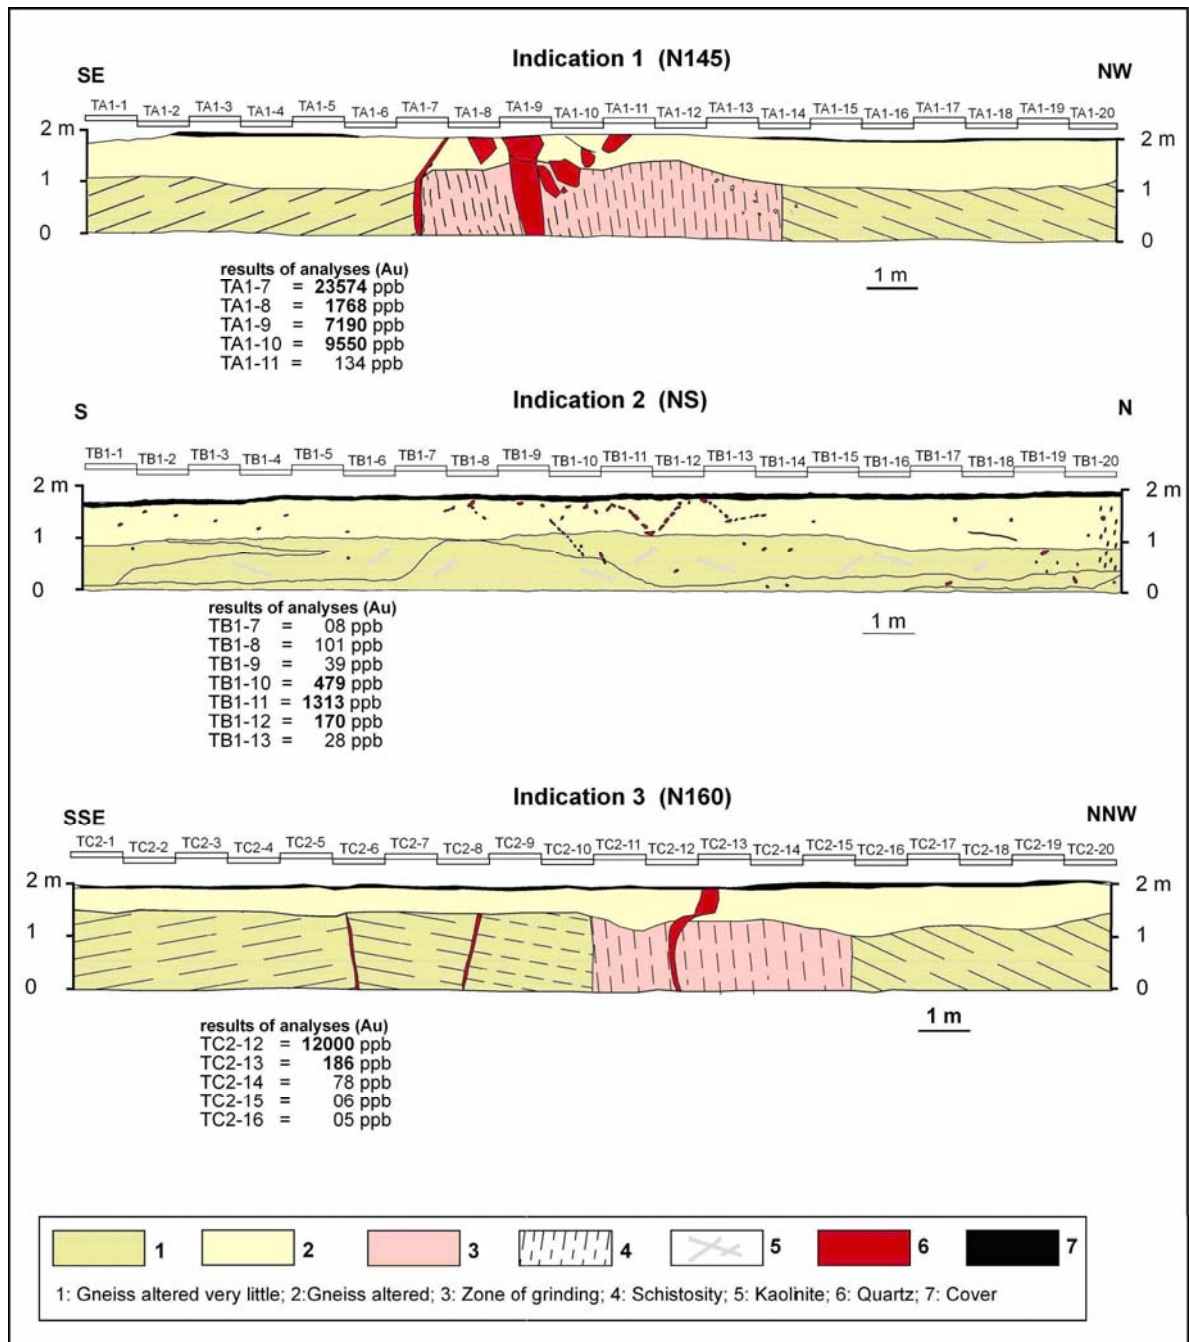 Indication 1 (N145)
SE NW
TA1-1 TA1-2 TA1-3 TA1-4 TA1-5 TA1-6 TA1-7 TA1-8 TA1-9 TA1-10 TA1-11 TA1-12 TA1-13 TA1-14 TA1-15 TA1-16 TA1-17 TA1-18 TA1-19 TA1-20
2 m 2 m
1 1
0 0
1 m
results of analyses (Au)
TA1-7 = 23574 ppb
TA1-8 = 1768 ppb
TA1-9 = 7190 ppb
TA1-10 = 9550 ppb
TA1-11 = 134 ppb
Indication 2 (NS)
S N
TB1-1 TB1-2 TB1-3 TB1-4 TB1-5 TB1-6 TB1-7 TB1-8 TB1-9 TB1-10 TB1-11 TB1-12 TB1-13 TB1-14 TB1-15 TB1-16 TB1-17 TB1-18 TB1-19 TB1-20
2 m 2 m
1 1
0 0
1 m
results of analyses (Au)
TB1-7 = 08 ppb
TB1-8 = 101 ppb
TB1-9 = 39 ppb
TB1-10 = 479 ppb
TB1-11 = 1313 ppb
TB1-12 = 170 ppb
TB1-13 = 28 ppb
Indication 3 (N160)
SSE NNW
TC2-1 TC2-2 TC2-3 TC2-4 TC2-5 TC2-6 TC2-7 TC2-8 TC2-9 TC2-10 TC2-11 TC2-12 TC2-13 TC2-14 TC2-15 TC2-16 TC2-17 TC2-18 TC2-19 TC2-20
2 m 2 m
1 1
0 0
1 m
results of analyses (Au)
TC2-12 = 12000 ppb
TC2-13 = 186 ppb
TC2-14 = 78 ppb
TC2-15 = 06 ppb
TC2-16 = 05 ppb
1 2 3 4 5 6 7
1: Gneiss altered very little; 2:Gneiss altered; 3: Zone of grinding; 4: Schistosity; 5: Kaolinite; 6: Quartz; 7: Cover